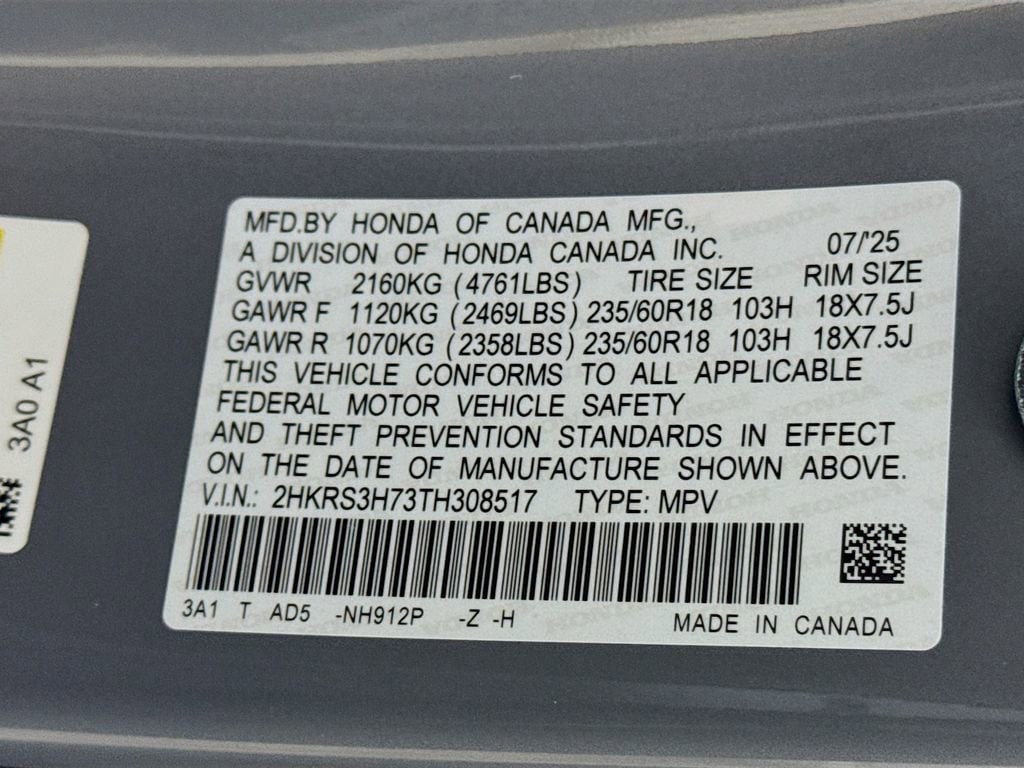 MFD.BY HONDA OF CANADA MFG.,
A DIVISION OF HONDA CANADA INC. 07/'25
GVWR 2160KG (4761LBS) TIRE SIZE RIM SIZE
GAWR F 1120KG (2469LBS) 235/60R18 103H 18X7.5J
GAWR R 1070KG (2358LBS) 235/60R18 103H 18X7.5J
THIS VEHICLE CONFORMS TO ALL APPLICABLE
FEDERAL MOTOR VEHICLE SAFETY
AND THEFT PREVENTION STANDARDS IN EFFECT
ON THE DATE OF MANUFACTURE SHOWN ABOVE.
V.I.N.: 2HKRS3H73TH308517 TYPE: MPV
3A1 T AD5 -NH912P -Z -H MADE IN CANADA
3A0 A1